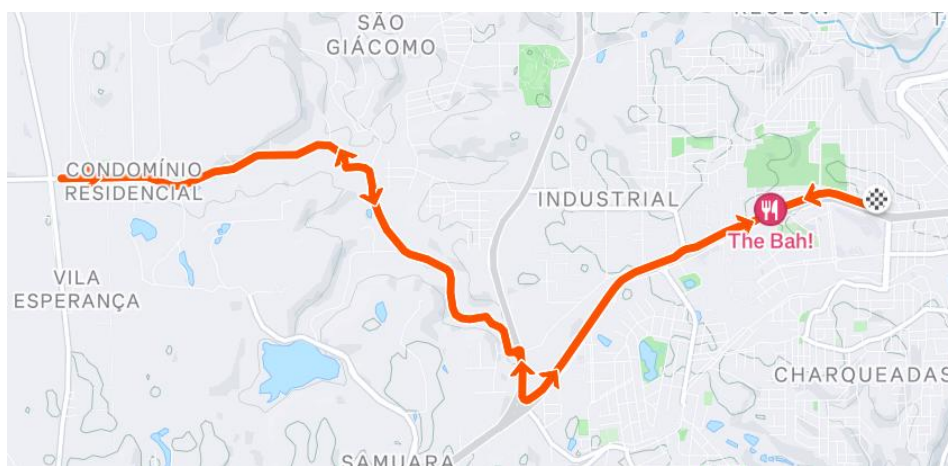 SÃO
GIÁCOMO
CONDOMÍNIO
RESIDENCIAL
INDUSTRIAL
The Bah!
VILA
ESPERANÇA
CHARQUEADAS
SAMUARA